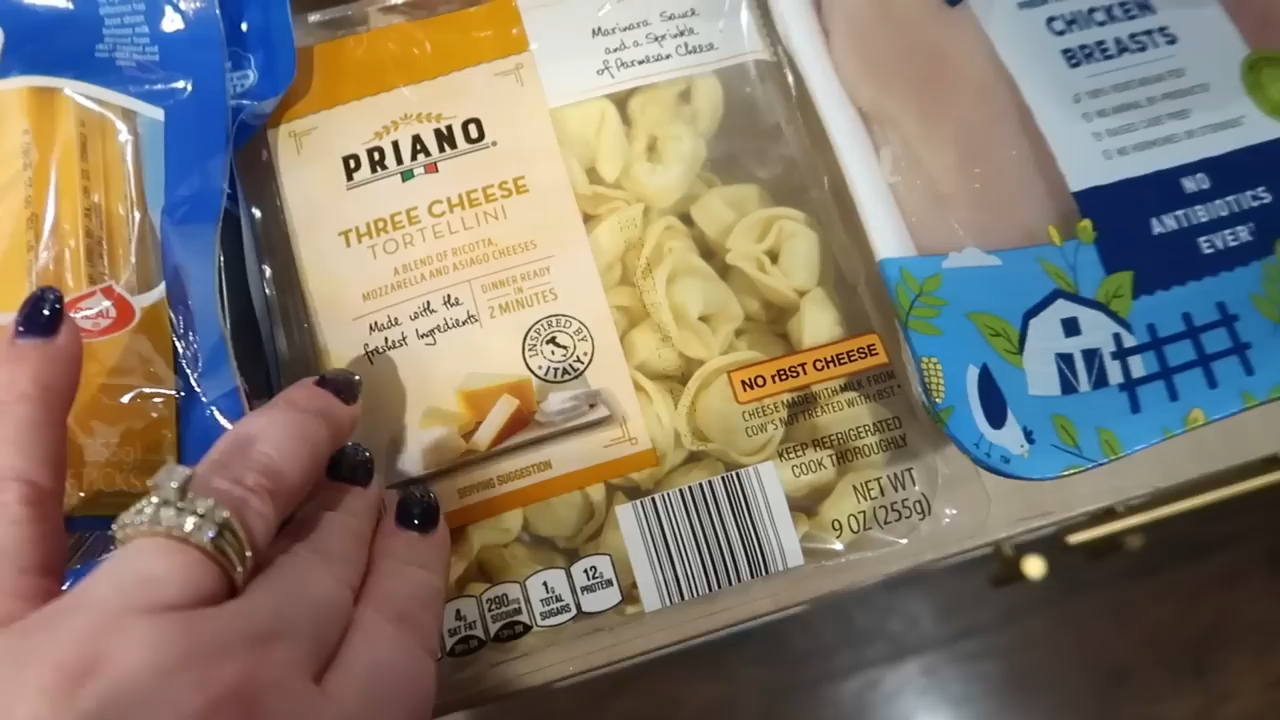 Marinara Sauce
and a Sprinkle
of Parmesan Cheese
PRIANO
THREE CHEESE
TORTELLINI
A BLEND OF RICOTTA,
MOZZARELLA AND ASIAGO CHEESES
Made with the
freshest Ingredients
DINNER READY
IN
2 MINUTES
INSPIRED BY
ITALY
SERVING SUGGESTION
NO rBST CHEESE
CHEESE MADE WITH MILK FROM
COW'S NOT TREATED WITH rBST.*
KEEP REFRIGERATED
COOK THOROUGHLY
NET WT
9 OZ (255g)
4g
SAT FAT
290mg
SODIUM
1g
TOTAL
SUGARS
12g
PROTEIN
CHICKEN
BREASTS
NO
ANTIBIOTICS
EVER